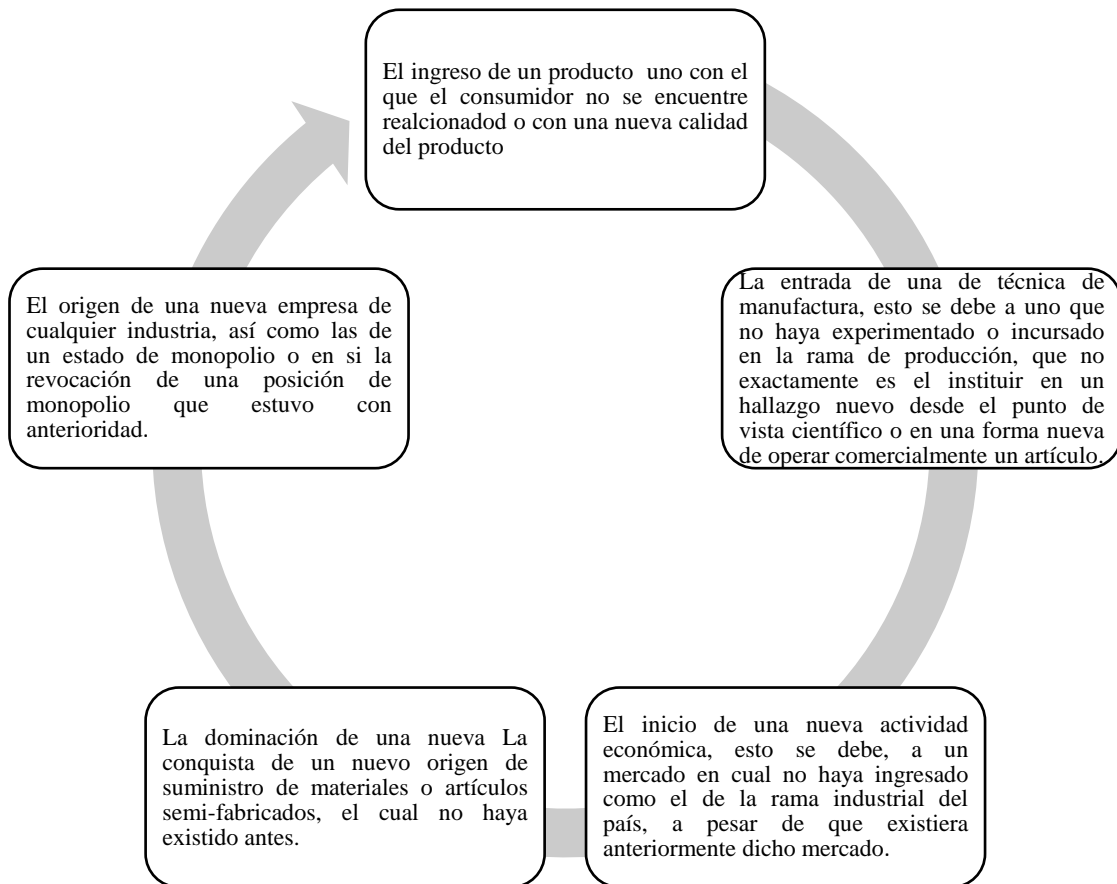 El ingreso de un producto uno con el
que el consumidor no se encuentre
realcionadod o con una nueva calidad
del producto
La entrada de una de técnica de
manufactura, esto se debe a uno que
no haya experimentado o incursado
en la rama de producción, que no
exactamente es el instituir en un
hallazgo nuevo desde el punto de
vista científico o en una forma nueva
de operar comercialmente un artículo.
El inicio de una nueva actividad
económica, esto se debe, a un
mercado en cual no haya ingresado
como el de la rama industrial del
país, a pesar de que existiera
anteriormente dicho mercado.
La dominación de una nueva La
conquista de un nuevo origen de
suministro de materiales o artículos
semi-fabricados, el cual no haya
existido antes.
El origen de una nueva empresa de
cualquier industria, así como las de
un estado de monopolio o en si la
revocación de una posición de
monopolio que estuvo con
anterioridad.